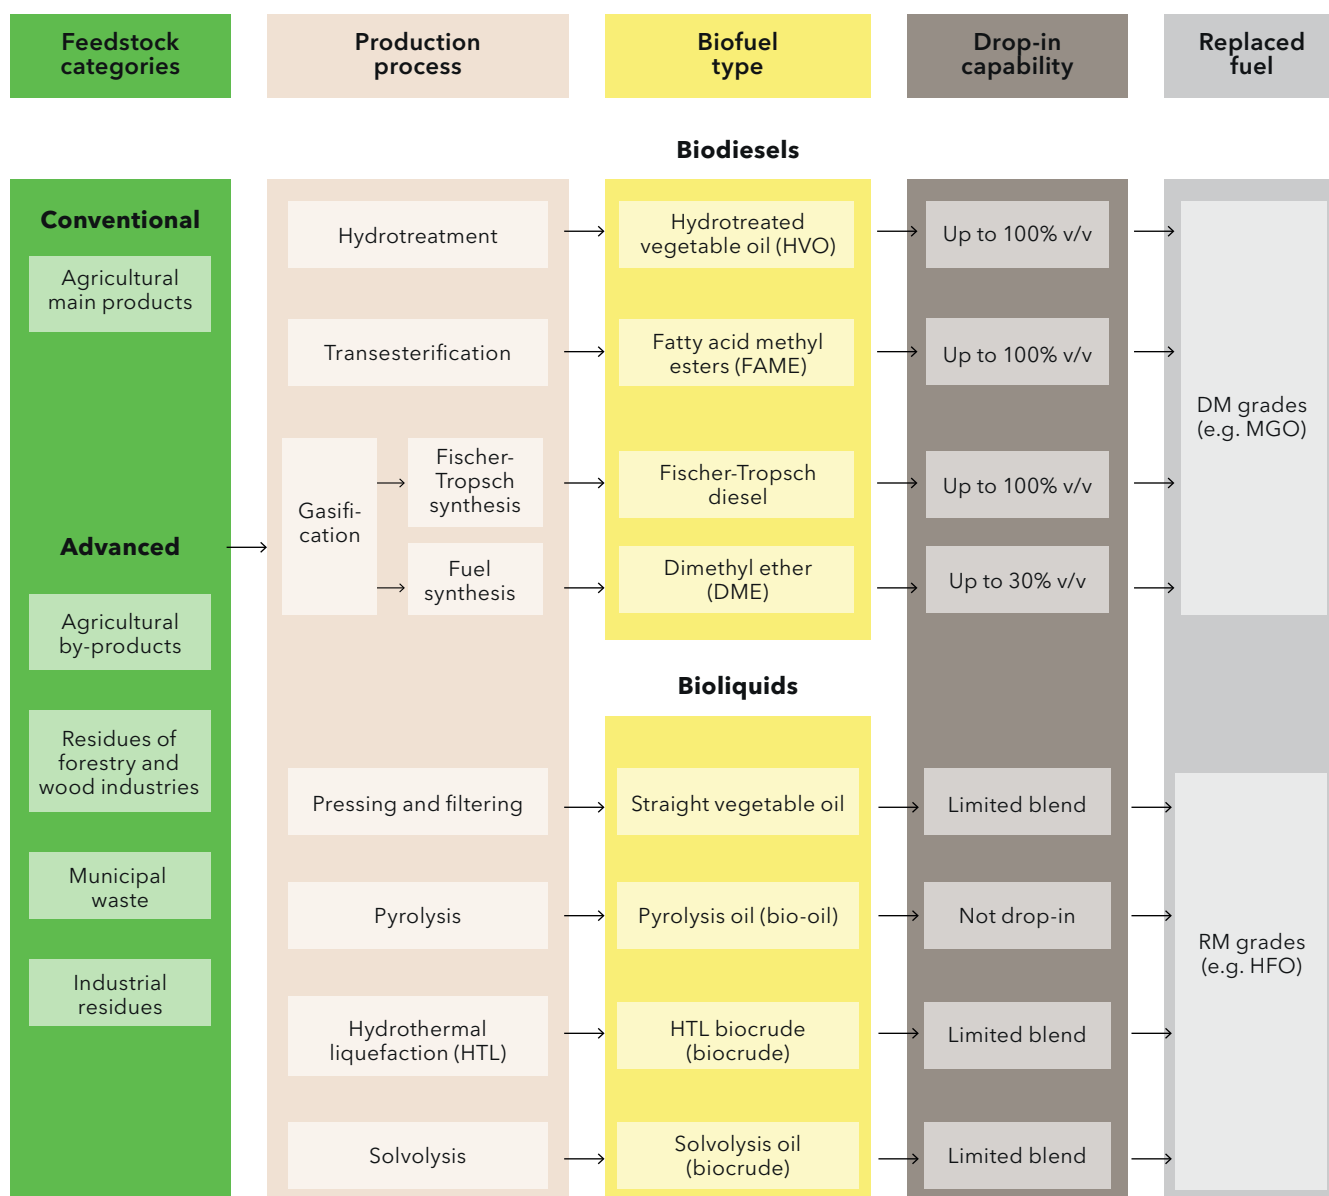 Feedstock
categories
Production
process
Biofuel
type
Drop-in
capability
Replaced
fuel
Conventional
Agricultural
main products
Advanced
Agricultural
by-products
Residues of
forestry and
wood industries
Municipal
waste
Industrial
residues
Biodiesels
Hydrotreatment
Hydrotreated
vegetable oil (HVO)
Up to 100% v/v
Transesterification
Fatty acid methyl
esters (FAME)
Up to 100% v/v
Gasifi-
cation
Fischer-
Tropsch
synthesis
Fischer-Tropsch
diesel
Up to 100% v/v
Fuel
synthesis
Dimethyl ether
(DME)
Up to 30% v/v
DM grades
(e.g. MGO)
Bioliquids
Pressing and filtering
Straight vegetable oil
Limited blend
Pyrolysis
Pyrolysis oil (bio-oil)
Not drop-in
Hydrothermal
liquefaction (HTL)
HTL biocrude
(biocrude)
Limited blend
Solvolysis
Solvolysis oil
(biocrude)
Limited blend
RM grades
(e.g. HFO)